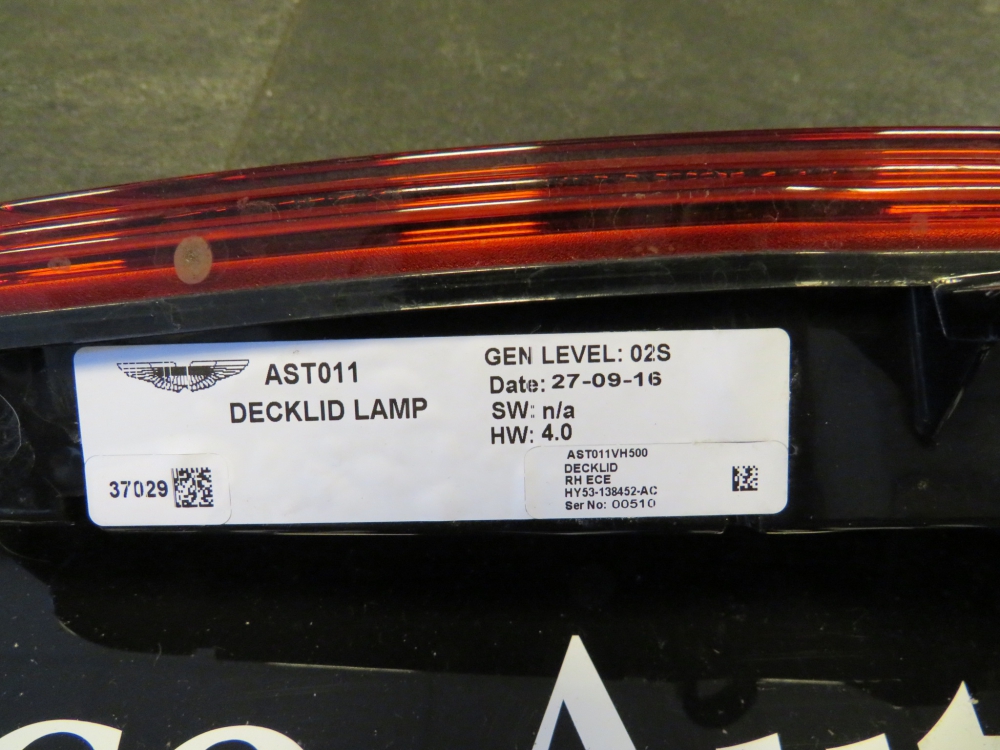 AST011
DECKLID LAMP
GEN LEVEL: 02S
Date: 27-09-16
SW: n/a
HW: 4.0
37029
AST011VH500
DECKLID
RH ECE
HY53-138452-AC
Ser No: 00510